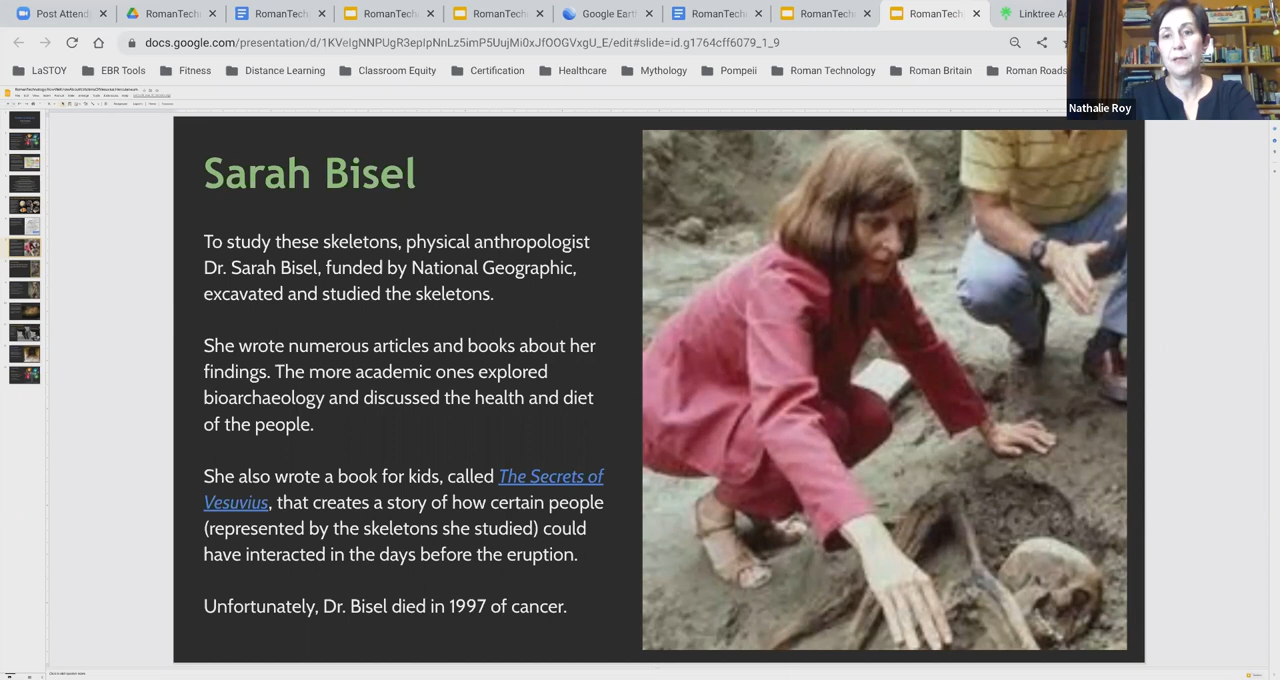 Post Attend
RomanTech
RomanTech
RomanTech
RomanTech
Google Eart
RomanTech
RomanTech
RomanTech
Linktree Ad
docs.google.com/presentation/d/
LaSTOY
EBR Tools
Fitness
Distance Learning
Classroom Equity
Certification
Healthcare
Mythology
Pompeii
Roman Technology
Roman Britain
Roman Roads
Nathalie Roy
Sarah Bisel
To study these skeletons, physical anthropologist
Dr. Sarah Bisel, funded by National Geographic,
excavated and studied the skeletons.
She wrote numerous articles and books about her
findings. The more academic ones explored
bioarchaeology and discussed the health and diet
of the people.
She also wrote a book for kids, called The Secrets of
Vesuvius, that creates a story of how certain people
(represented by the skeletons she studied) could
have interacted in the days before the eruption.
Unfortunately, Dr. Bisel died in 1997 of cancer.